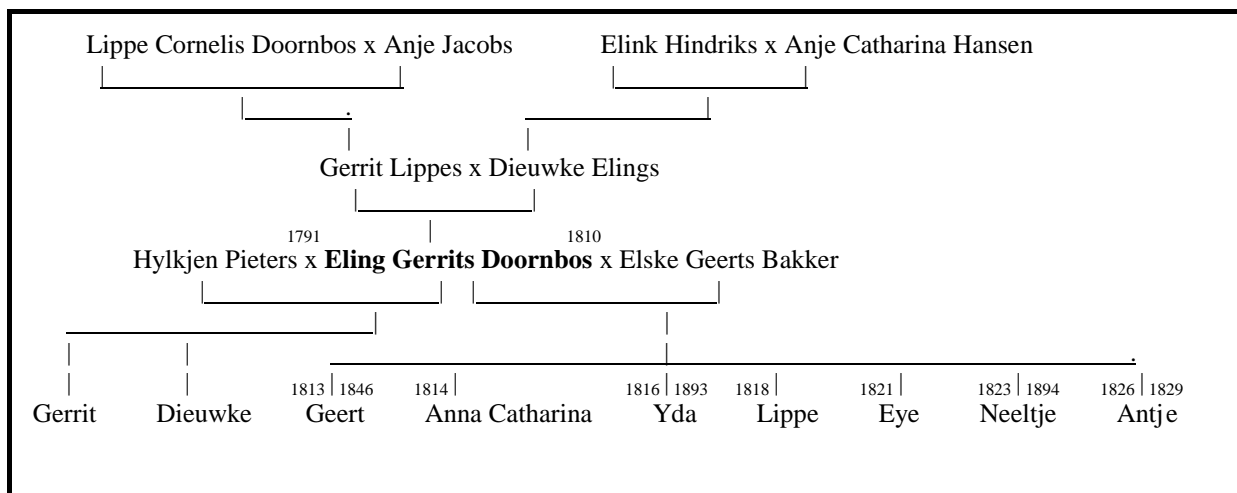 Lippe Cornelis Doornbos x Anje Jacobs Elink Hindriks x Anje Catharina Hansen
Gerrit Lippes x Dieuwke Elings
1791 1810
Hylkjen Pieters x Eling Gerrits Doornbos x Elske Geerts Bakker
1813 | 1846 1814 | 1816 | 1893 1818 | 1821 | 1823 | 1894 1826 | 1829
Gerrit Dieuwke Geert Anna Catharina Yda Lippe Eye Neeltje Antje